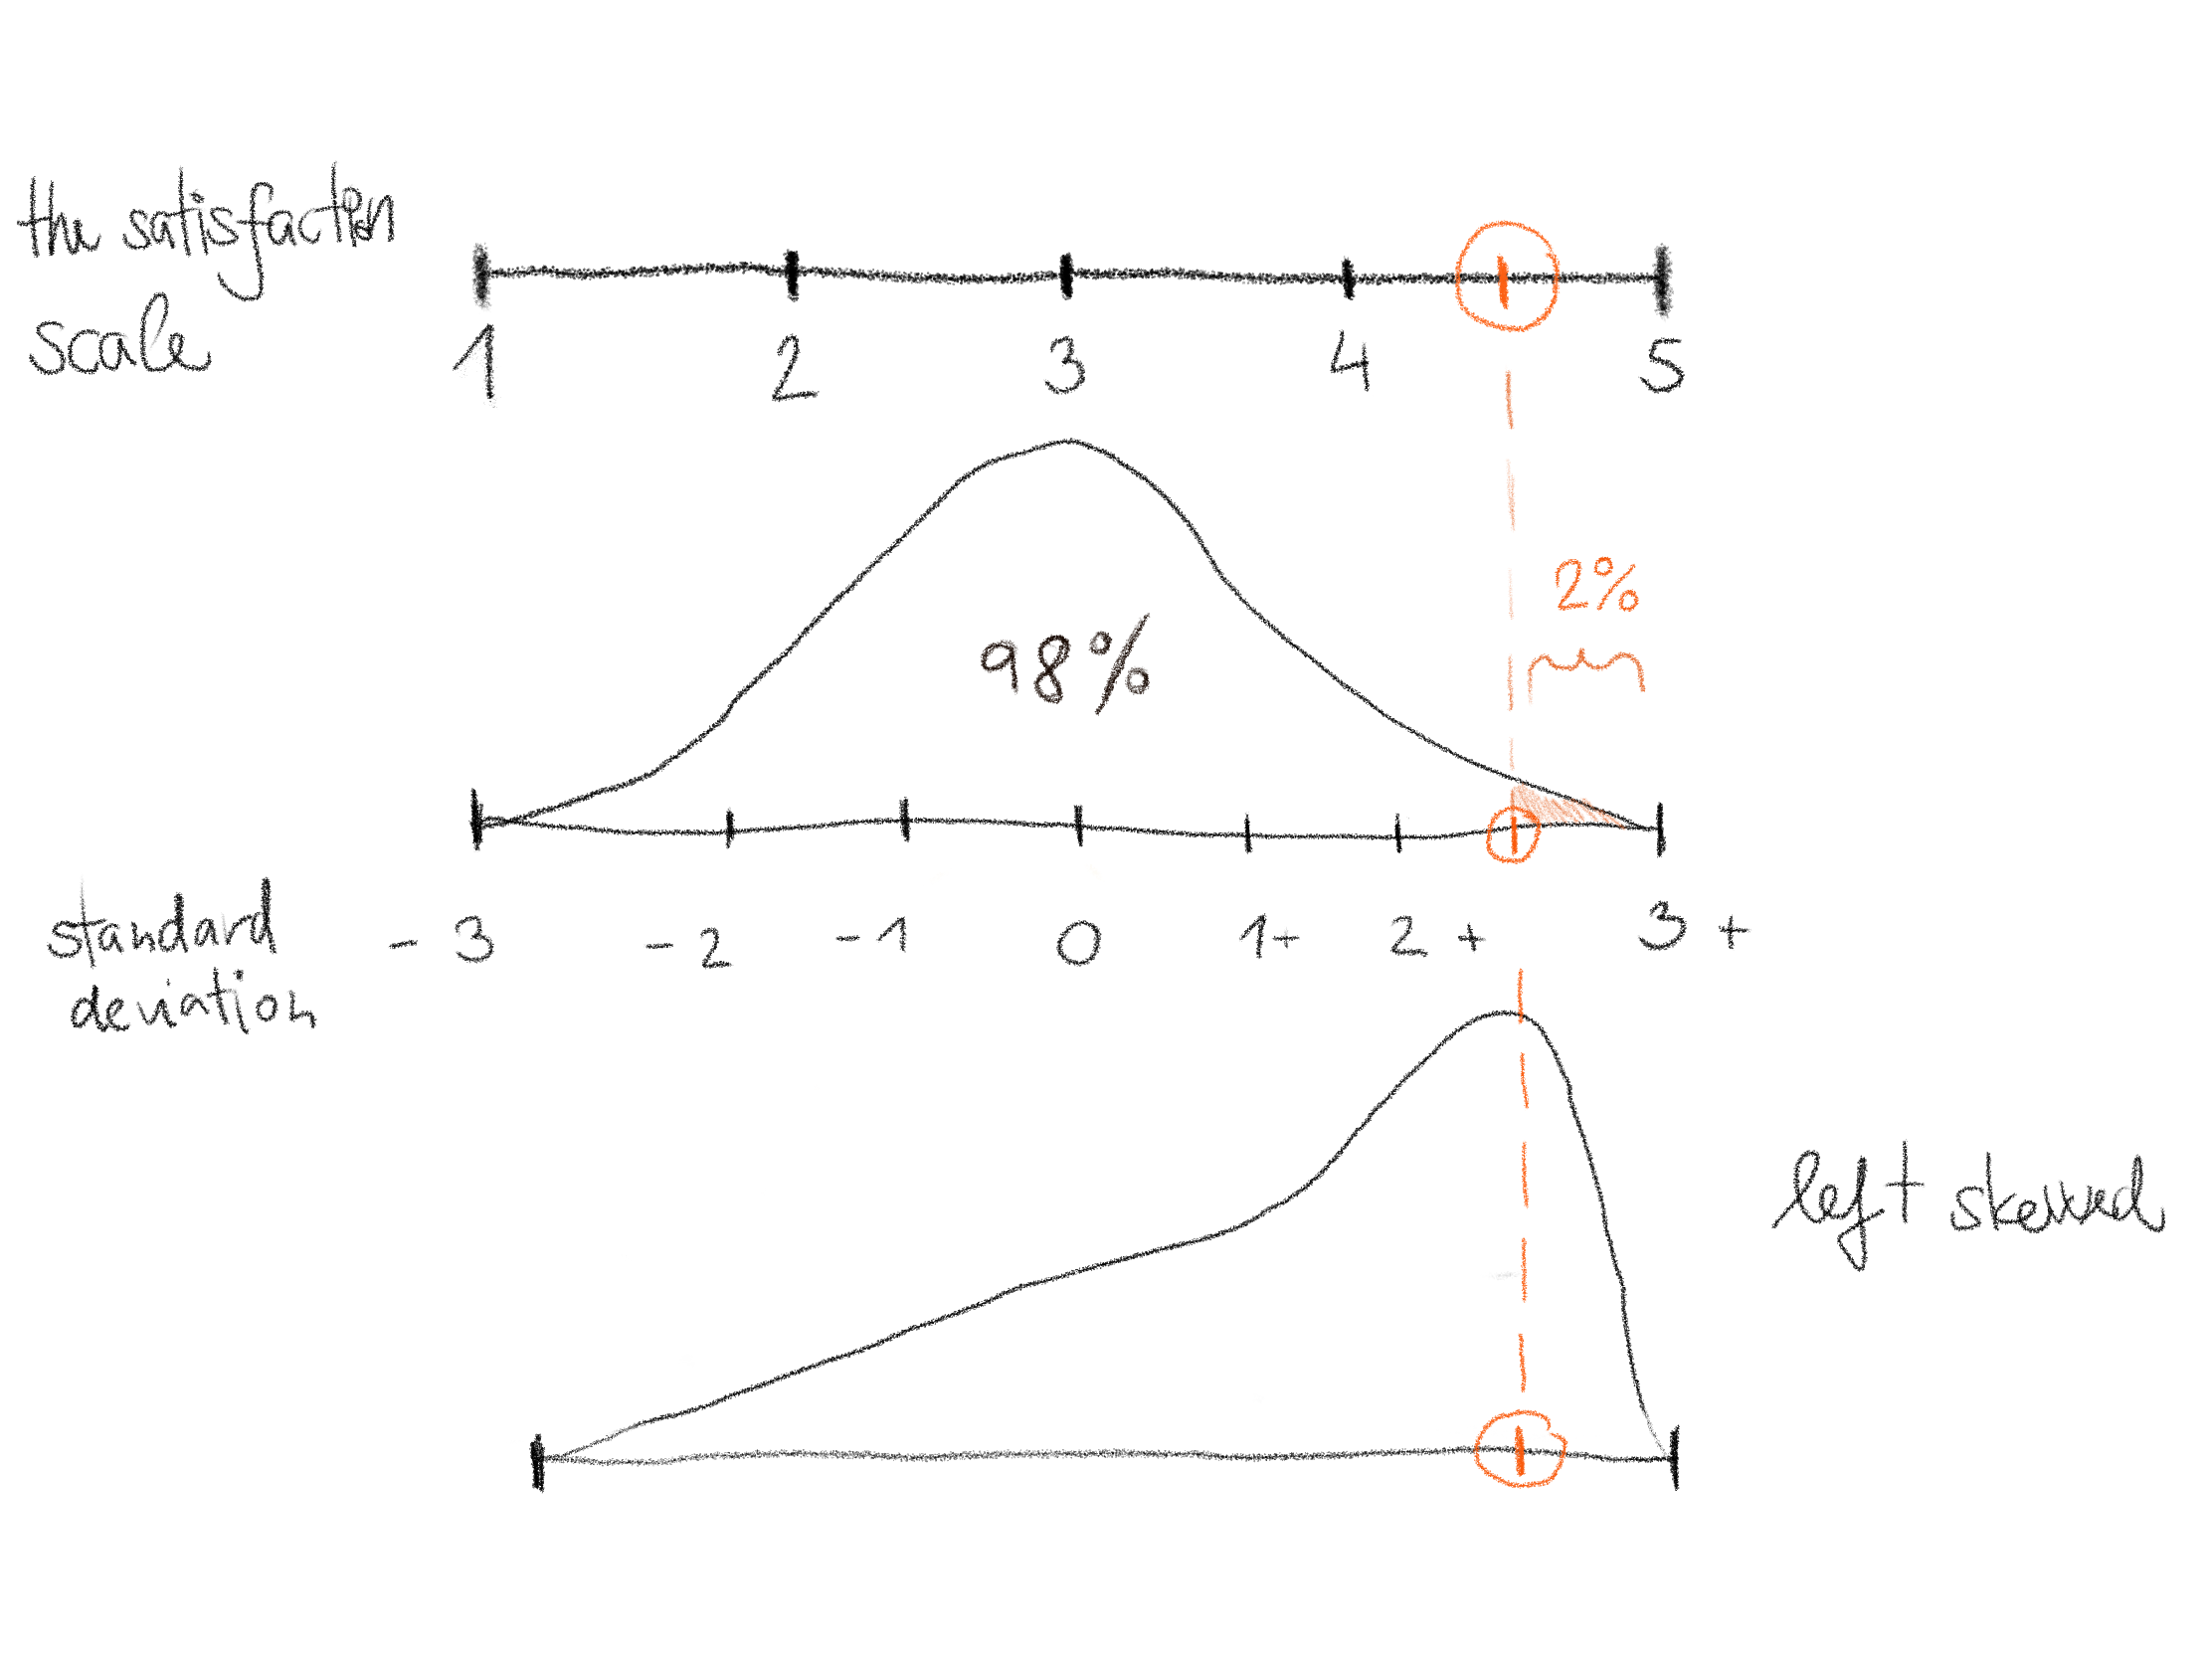 the satisfaction
scale
1 2 3 4 5
2%
98%
standard
deviation
- 3 - 2 - 1 0 1+ 2 + 3 +
left skewed